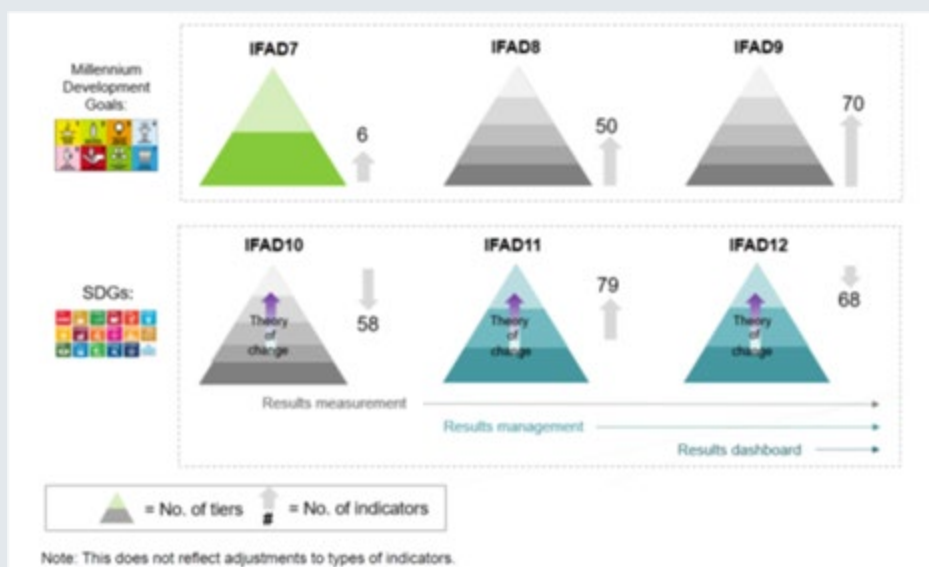 IFAD7
IFAD8
IFAD9
Millennium
Development
Goals:
6
50
70
IFAD10
IFAD11
IFAD12
SDGs:
58
79
68
Theory
of
change
Theory
of
change
Theory
of
change
Results measurement
Results management
Results dashboard
= No. of tiers
# = No. of indicators
Note: This does not reflect adjustments to types of indicators.